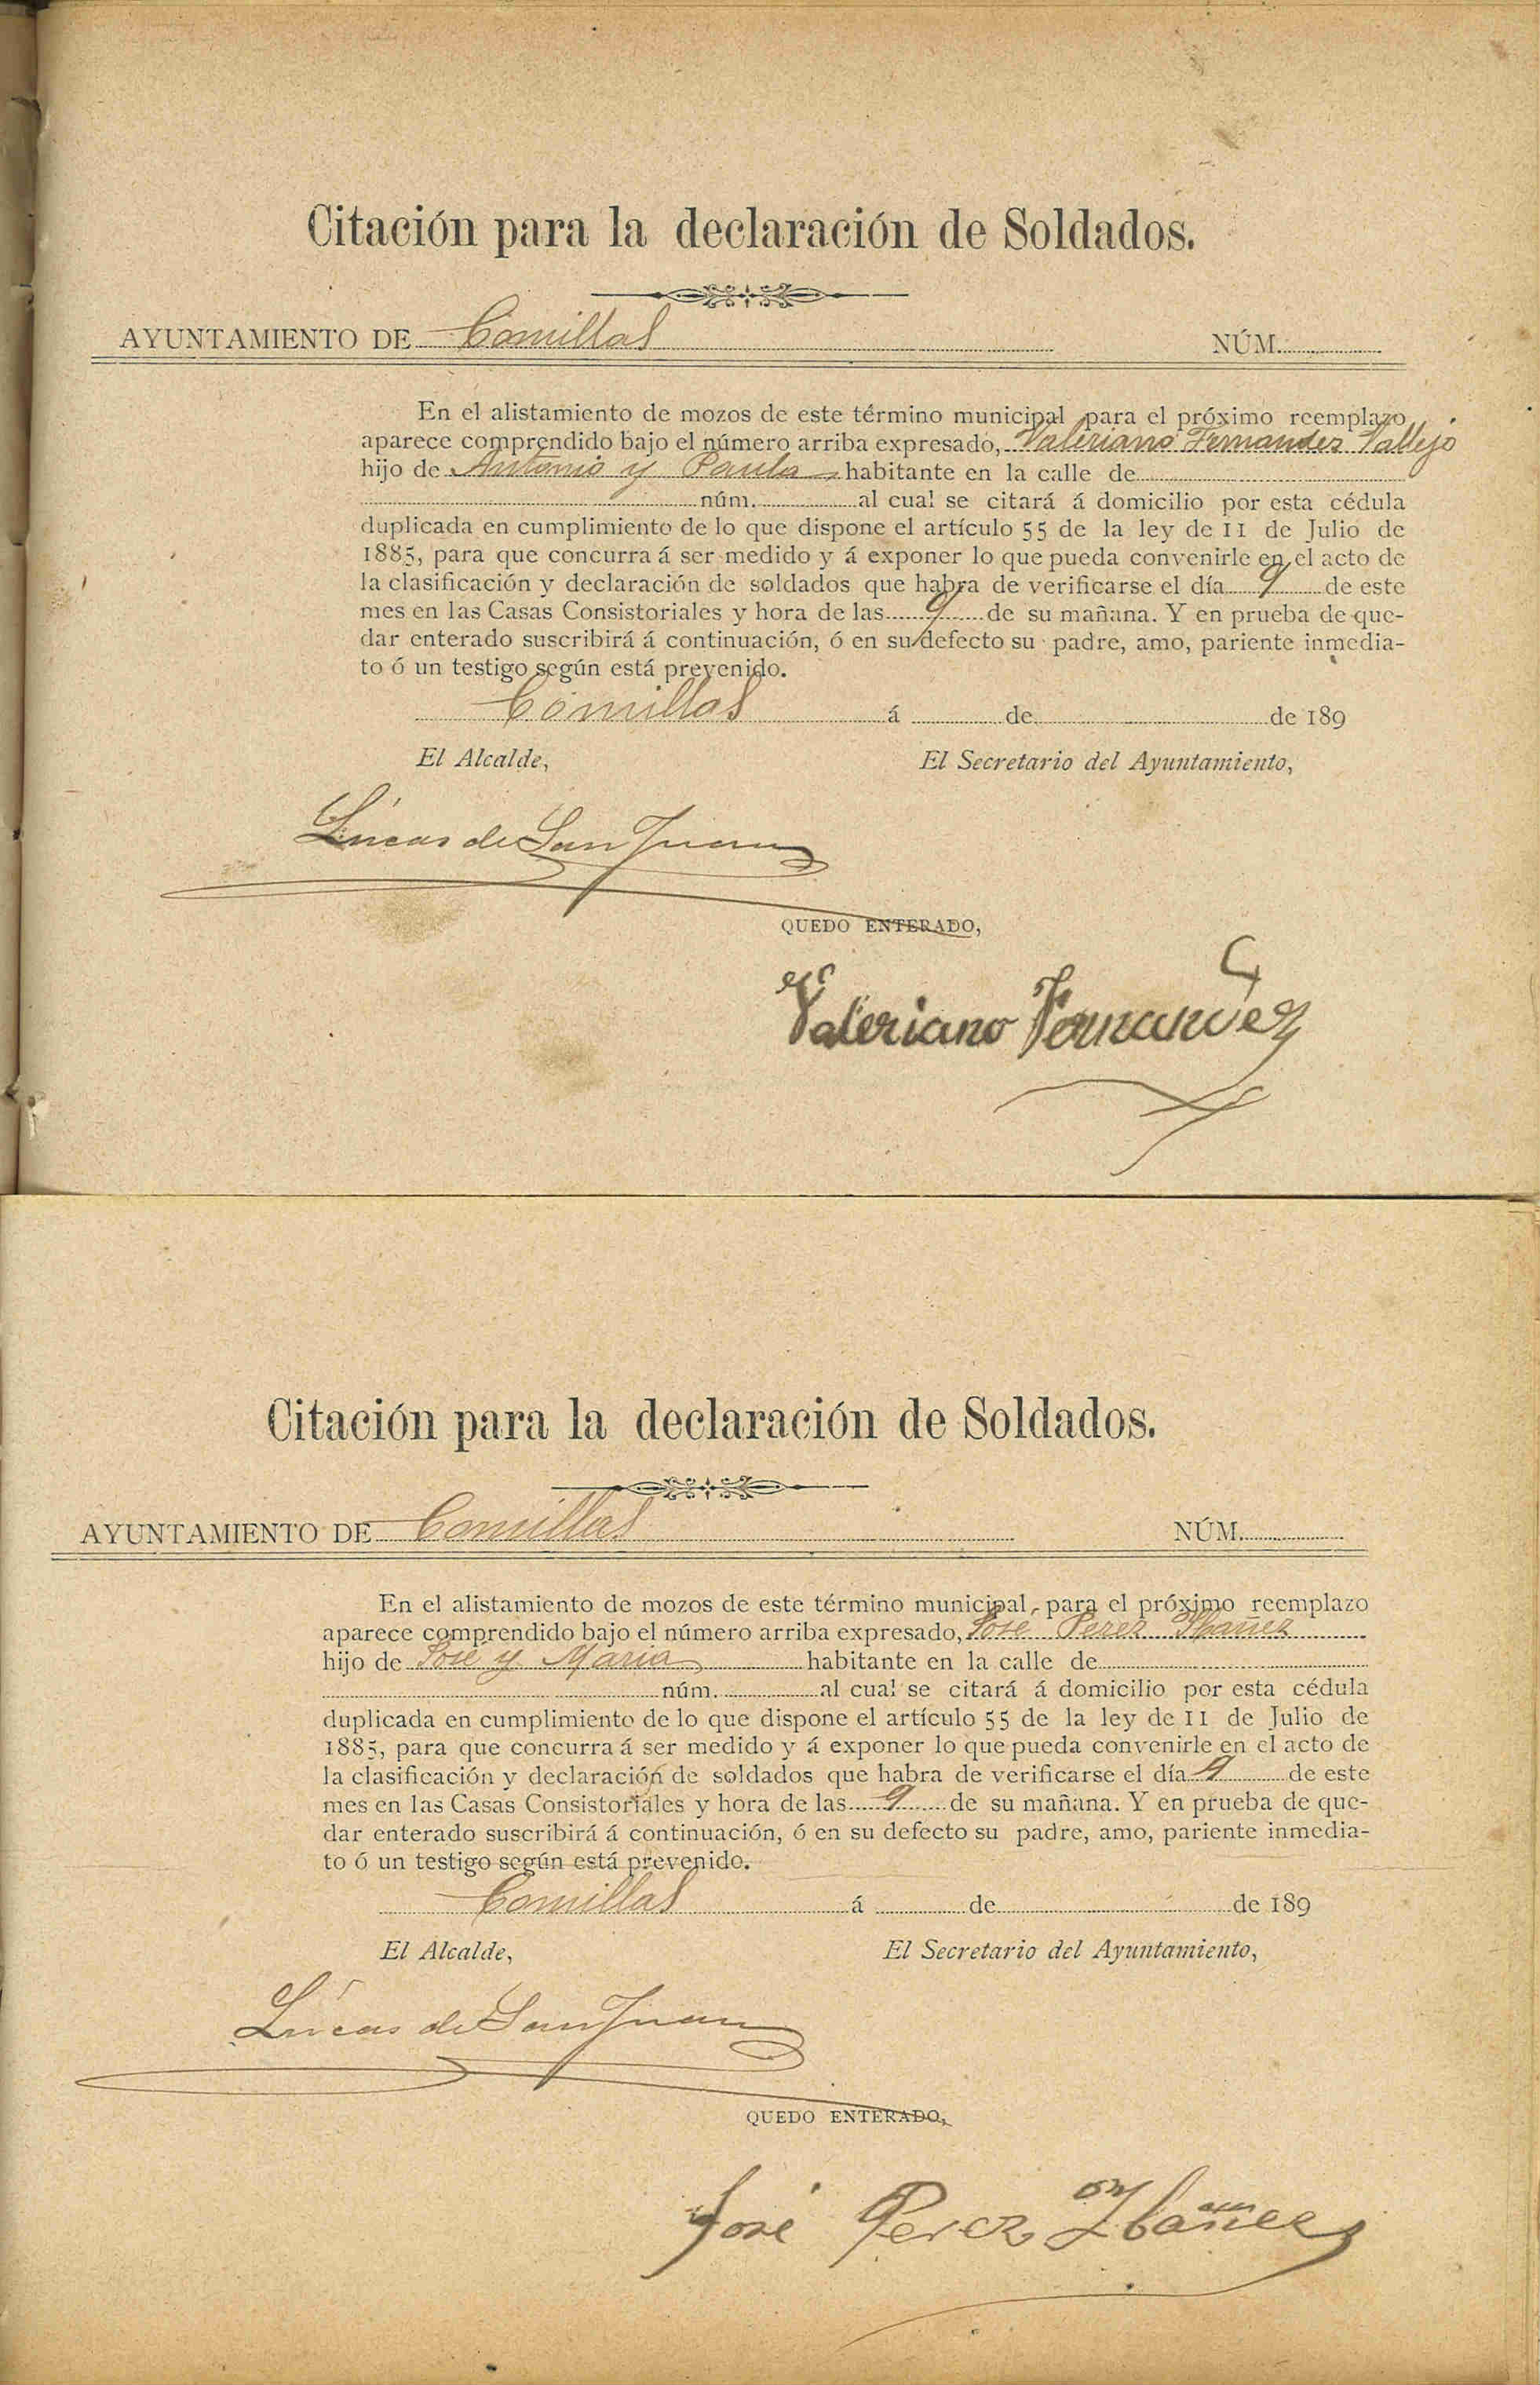 Citación para la declaración de Soldados.
AYUNTAMIENTO DE Comillas NÚM.
En el alistamiento de mozos de este término municipal para el próximo reemplazo
aparece comprendido bajo el número arriba expresado, Valeriano Fernandez Vallejo
hijo de Antonio y Paula habitante en la calle de
núm. al cual se citará á domicilio por esta cédula
duplicada en cumplimiento de lo que dispone el artículo 55 de la ley de 11 de Julio de
1885, para que concurra á ser medido y á exponer lo que pueda convenirle en el acto de
la clasificación y declaración de soldados que habra de verificarse el día 9 de este
mes en las Casas Consistoriales y hora de las 9 de su mañana. Y en prueba de que-
dar enterado suscribirá á continuación, ó en su defecto su padre, amo, pariente inmedia-
to ó un testigo según está prevenido.
Comillas á de de 189
El Alcalde, El Secretario del Ayuntamiento,
Lúcas de San Juan
QUEDO ENTERADO,
Valeriano Fernandez
Citación para la declaración de Soldados.
AYUNTAMIENTO DE Comillas NÚM.
En el alistamiento de mozos de este término municipal, para el próximo reemplazo
aparece comprendido bajo el número arriba expresado, José Perez Ibañez
hijo de José y Maria habitante en la calle de
núm. al cual se citará á domicilio por esta cédula
duplicada en cumplimiento de lo que dispone el artículo 55 de la ley de 11 de Julio de
1885, para que concurra á ser medido y á exponer lo que pueda convenirle en el acto de
la clasificación y declaración de soldados que habra de verificarse el día 9 de este
mes en las Casas Consistoriales y hora de las 9 de su mañana. Y en prueba de que-
dar enterado suscribirá á continuación, ó en su defecto su padre, amo, pariente inmedia-
to ó un testigo según está prevenido.
Comillas á de de 189
El Alcalde, El Secretario del Ayuntamiento,
Lúcas de San Juan
QUEDO ENTERADO,
José Perez Ibáñez